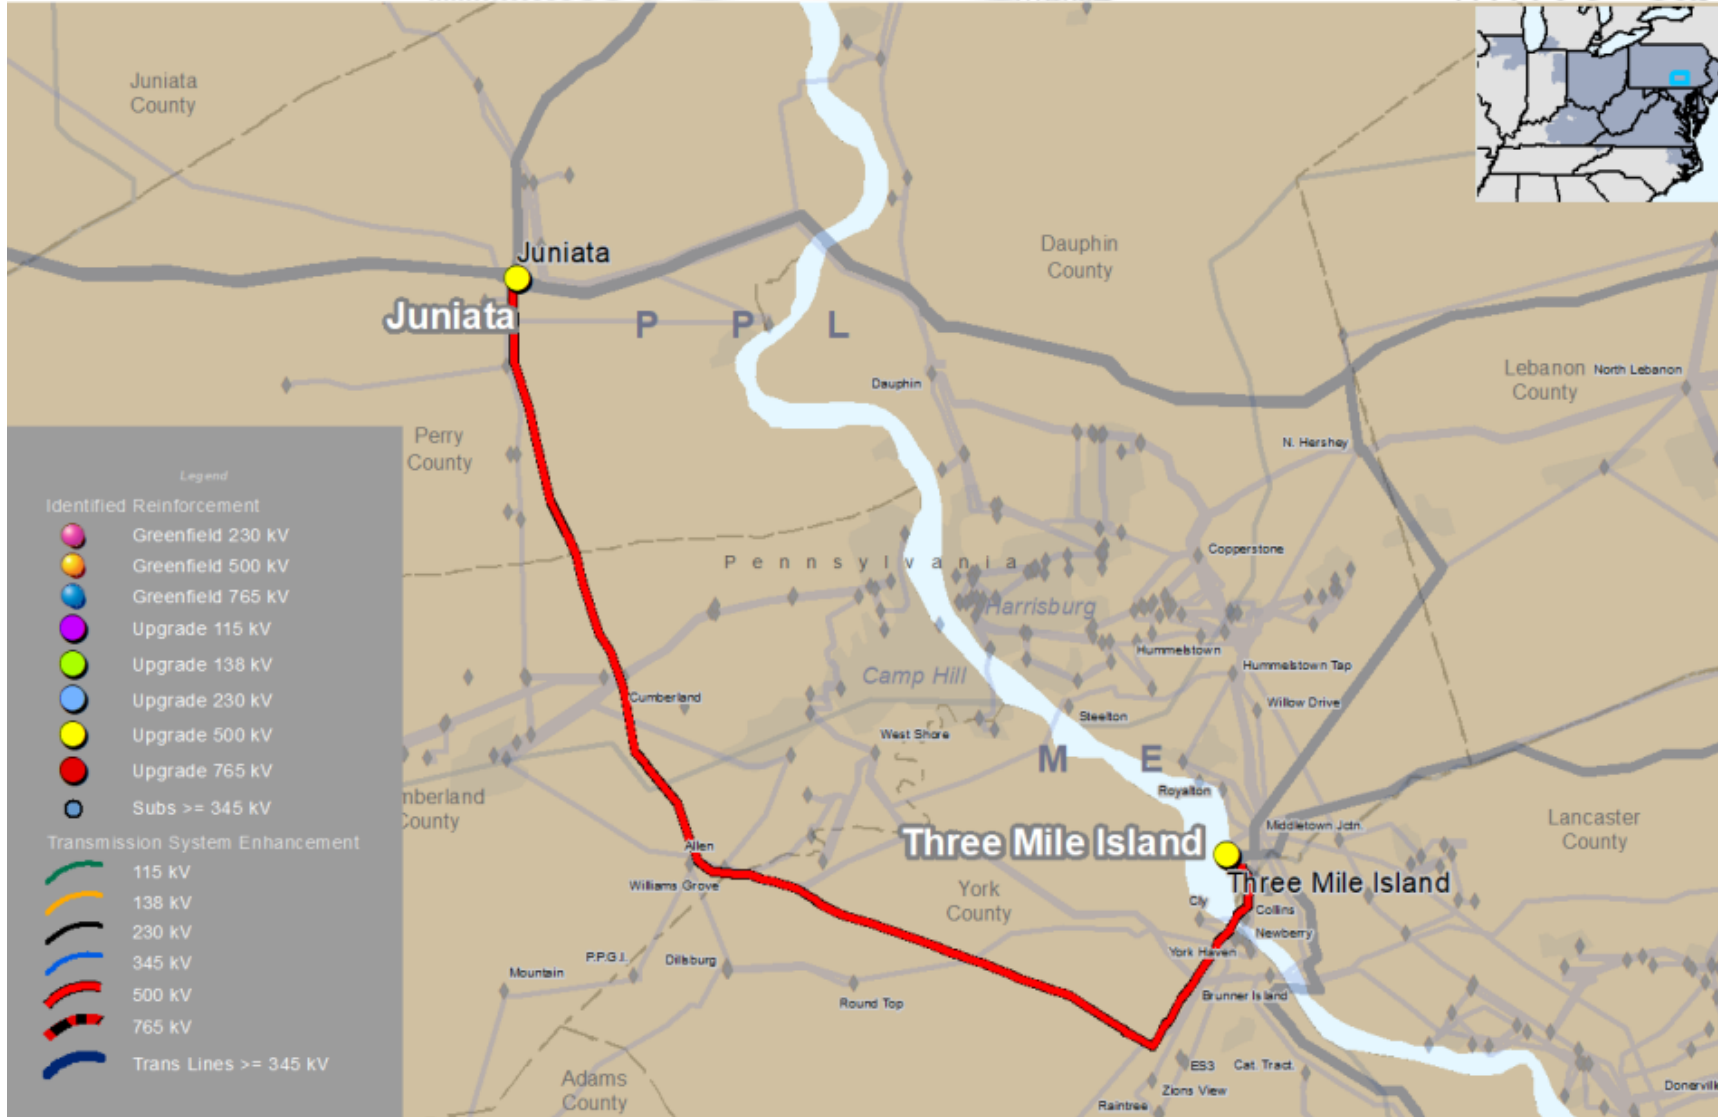 Juniata
County
Juniata
Juniata
P P L
Dauphin
County
Lebanon
County
North Lebanon
Dauphin
N. Hershey
Perry
County
Legend
Identified Reinforcement
Greenfield 230 kV
Greenfield 500 kV
Greenfield 765 kV
Upgrade 115 kV
Upgrade 138 kV
Upgrade 230 kV
Upgrade 500 kV
Upgrade 765 kV
Subs >= 345 kV
Transmission System Enhancement
115 kV
138 kV
230 kV
345 kV
500 kV
765 kV
Trans Lines >= 345 kV
Pennsylvania
Copperstone
Harrisburg
Hummelstown
Hummelstown Tap
Camp Hill
Willow Drive
Cumberland
Steelton
West Shore
M E
Royalton
mberland
County
Middletown Jctn.
Lancaster
County
Three Mile Island
Three Mile Island
Allen
Williams Grove
York
County
Cly
Collins
Newberry
York Haven
P.P.G.I.
Dillsburg
Mountain
Round Top
Brunner Island
ES3
Cat. Tract.
Zions View
Raintree
Donervill
Adams
County